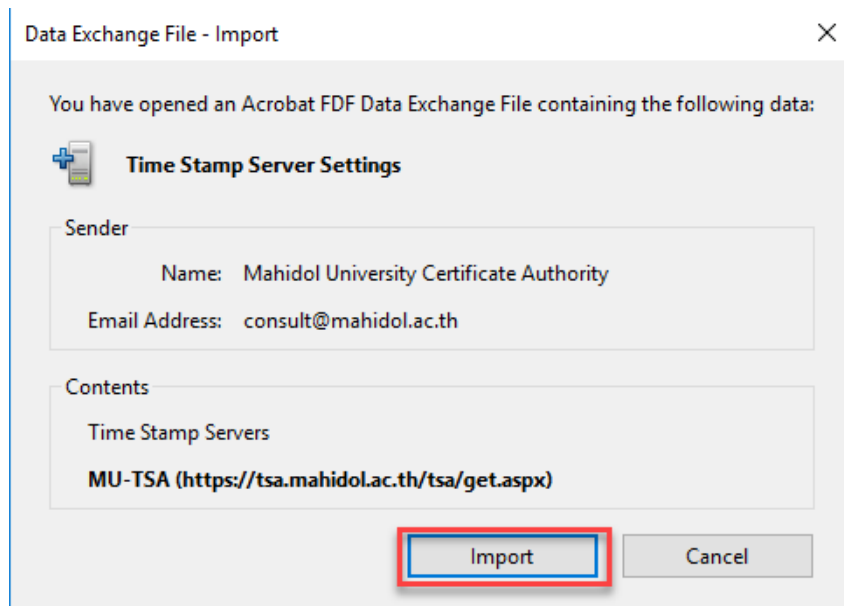 Data Exchange File - Import
You have opened an Acrobat FDF Data Exchange File containing the following data:
Time Stamp Server Settings
Sender
Name: Mahidol University Certificate Authority
Email Address: consult@mahidol.ac.th
Contents
Time Stamp Servers
MU-TSA (https://tsa.mahidol.ac.th/tsa/get.aspx)
Import Cancel